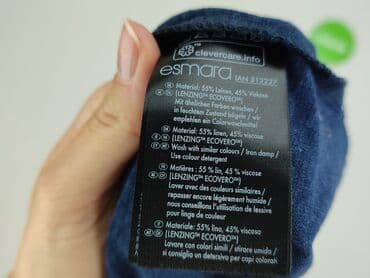 clevercare.info
esmara IAN 313227
Material: 55% Leinen, 45% Viskose
(LENZING™ ECOVERO™)
Mit ähnlichen Farben waschen /
in feuchtem Zustand bügeln / wir
empfehlen ein Colorwaschmittel
Material: 55% linen, 45% viscose
(LENZING™ ECOVERO™)
Wash with similar colours / Iron damp /
Use colour detergent
Matières : 55 % lin, 45 % viscose
(LENZING™ ECOVERO™)
Laver avec des couleurs similaires /
repasser encore légèrement humide /
nous conseillons l'utilisation de lessive
pour linge de couleur
Materiale: 55% lino, 45% viscosa
(LENZING™ ECOVERO™)
Lavare con colori simili / stirare umido /
si consiglia un detersivo per capi colorati